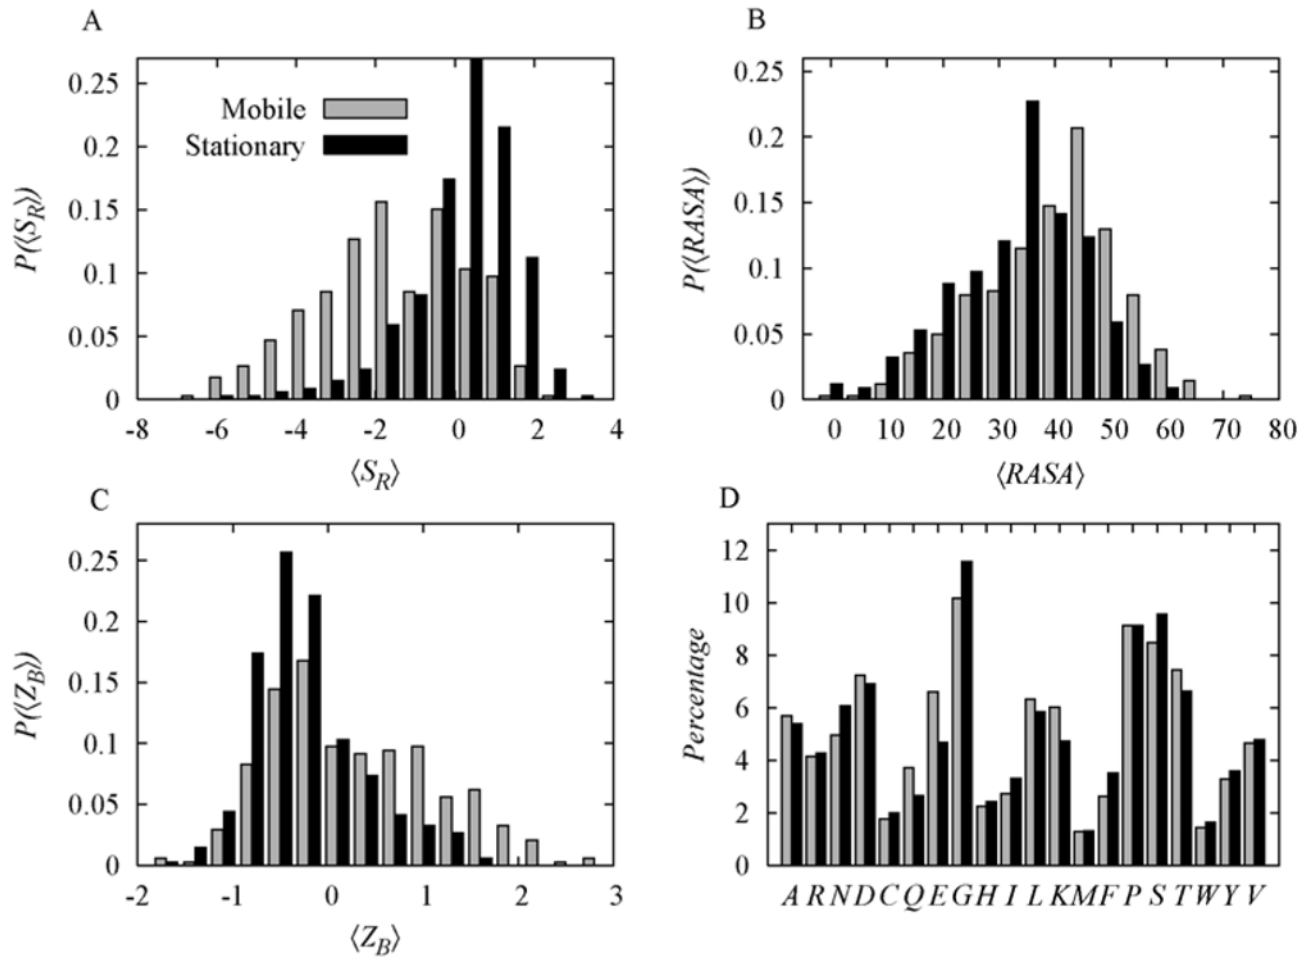 A
P(⟨S_R⟩)
0.25
0.2
0.15
0.1
0.05
0
Mobile
Stationary
-8 -6 -4 -2 0 2 4
⟨S_R⟩
B
P(⟨RASA⟩)
0.25
0.2
0.15
0.1
0.05
0
0 10 20 30 40 50 60 70 80
⟨RASA⟩
C
P(⟨Z_B⟩)
0.25
0.2
0.15
0.1
0.05
0
-2 -1 0 1 2 3
⟨Z_B⟩
D
Percentage
12
10
8
6
4
2
0
A R N D C Q E G H I L K M F P S T W Y V